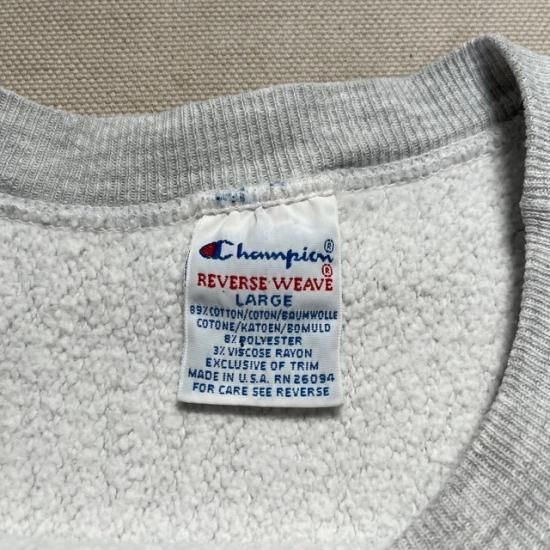 Champion®
REVERSE WEAVE®
LARGE
89% COTTON/COTON/BAUMWOLLE
COTONE/KATOEN/BOMULD
8% POLYESTER
3% VISCOSE RAYON
EXCLUSIVE OF TRIM
MADE IN U.S.A. RN 26094
FOR CARE SEE REVERSE